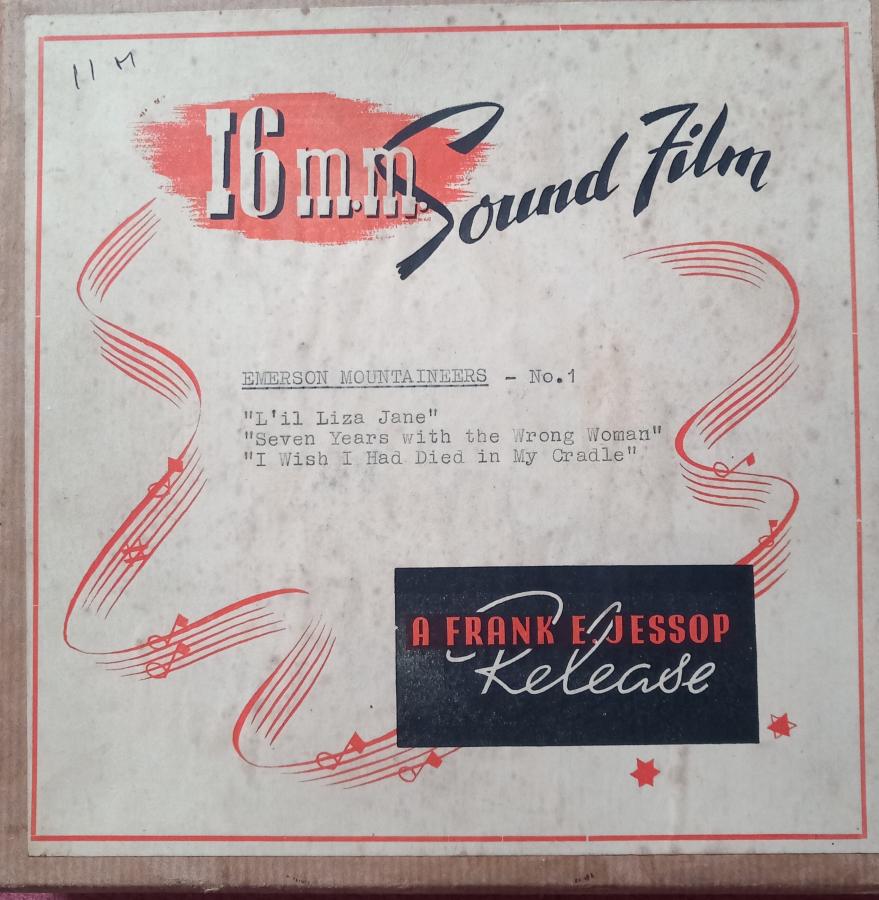 11 M
16 m.m. Sound Film
EMERSON MOUNTAINEERS - No.1
"L'il Liza Jane"
"Seven Years with the Wrong Woman"
"I Wish I Had Died in My Cradle"
A FRANK E. JESSOP
Release